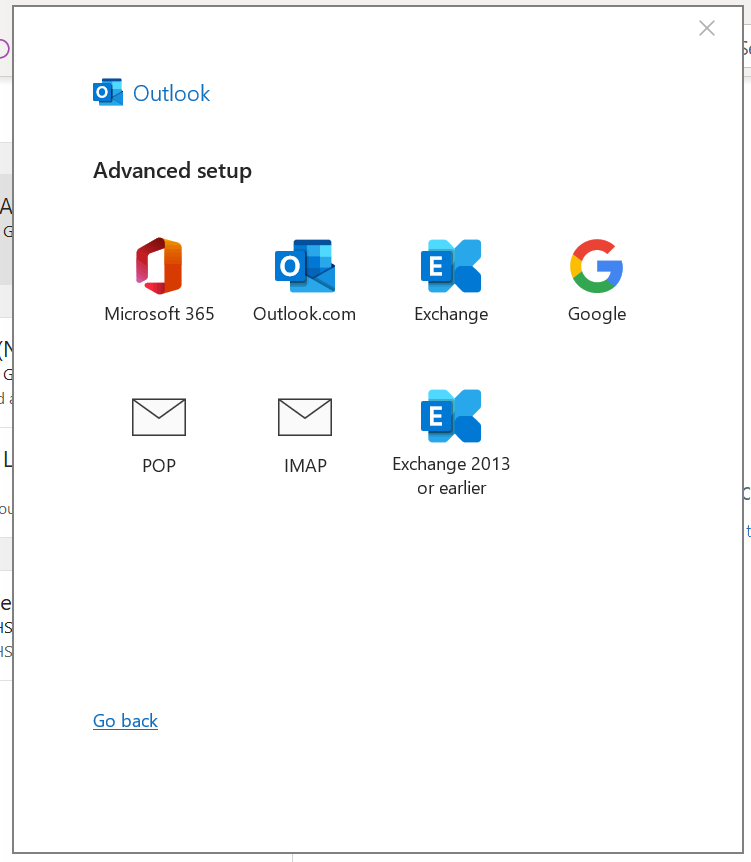 Outlook
Advanced setup
Microsoft 365
Outlook.com
Exchange
Google
POP
IMAP
Exchange 2013
or earlier
Go back